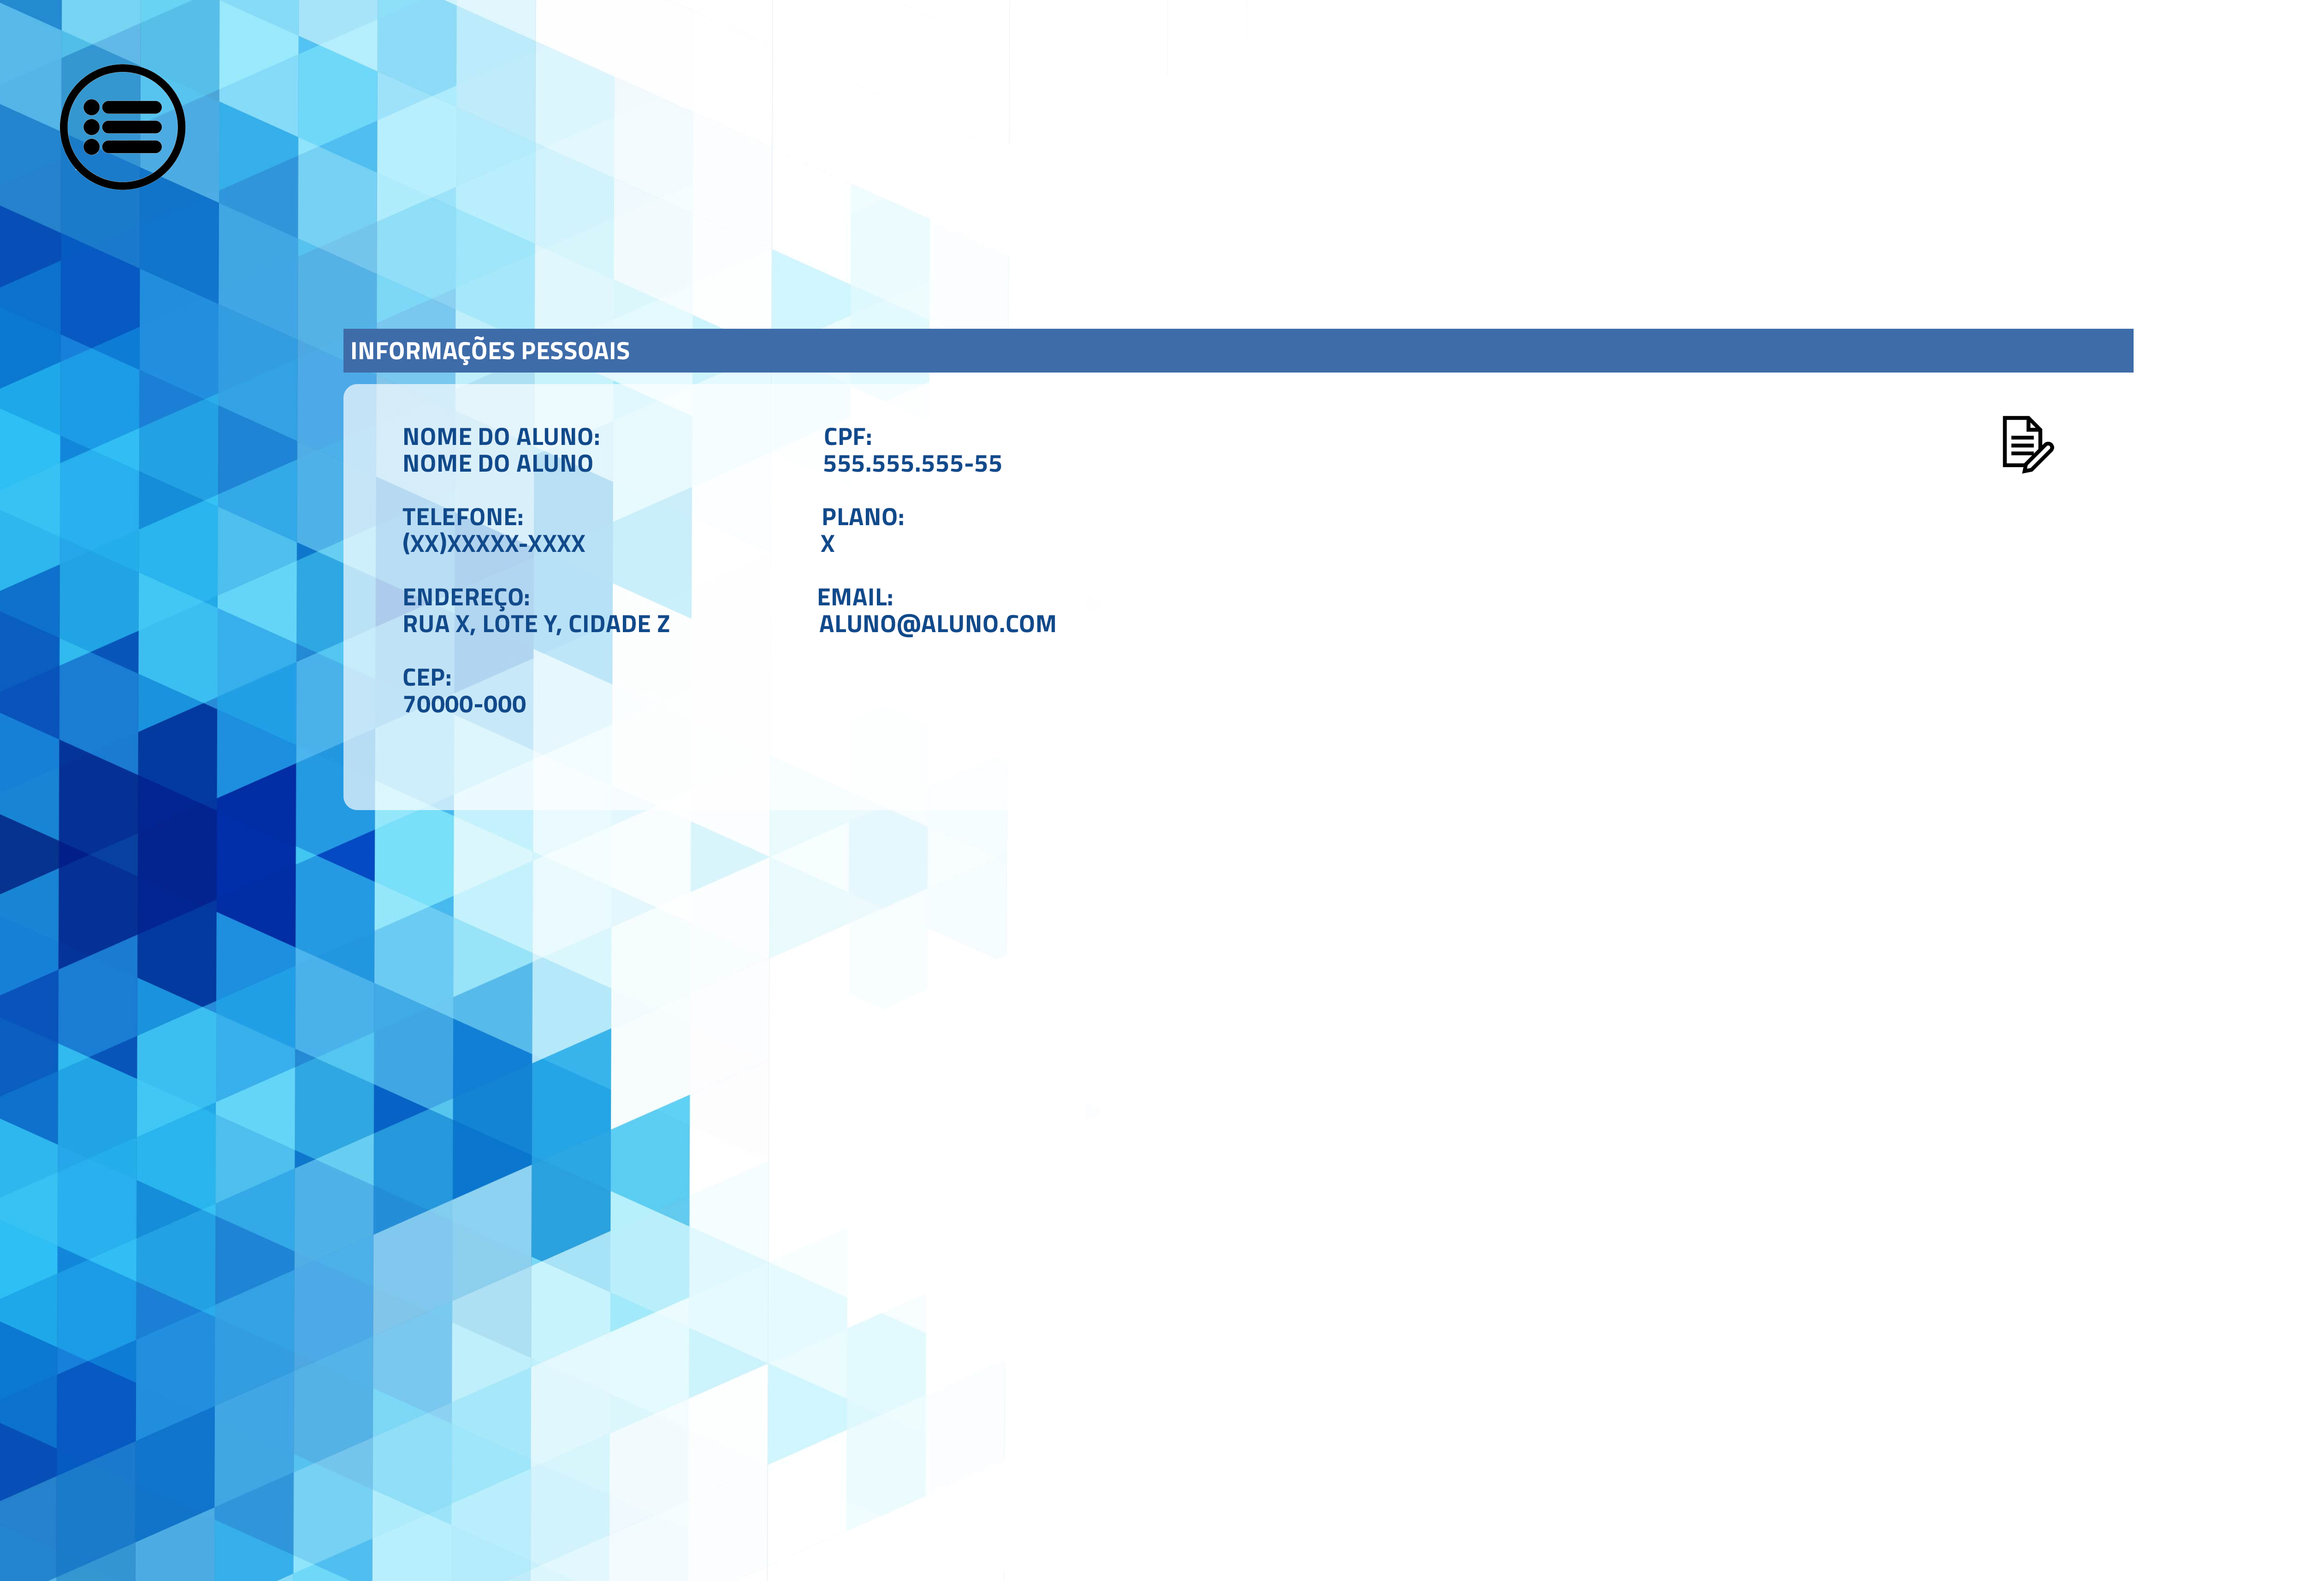 INFORMAÇÕES PESSOAIS
NOME DO ALUNO:
NOME DO ALUNO
TELEFONE:
(XX)XXXXX-XXXX
ENDEREÇO:
RUA X, LOTE Y, CIDADE Z
CEP:
70000-000
CPF:
555.555.555-55
PLANO:
X
EMAIL:
ALUNO@ALUNO.COM